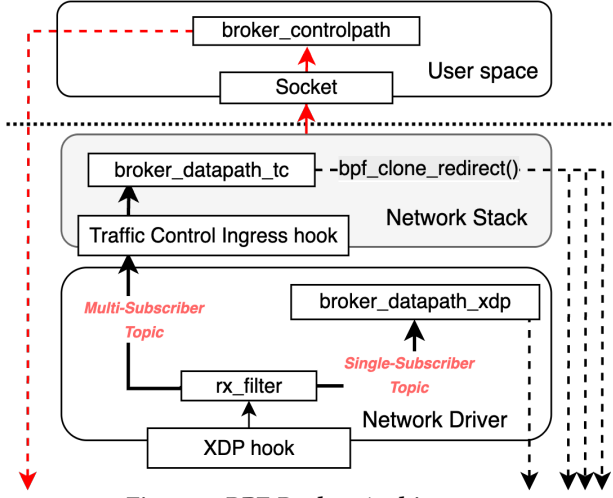 broker_controlpath
User space
Socket
broker_datapath_tc
bpf_clone_redirect()
Network Stack
Traffic Control Ingress hook
broker_datapath_xdp
Multi-Subscriber
Topic
Single-Subscriber
Topic
rx_filter
Network Driver
XDP hook